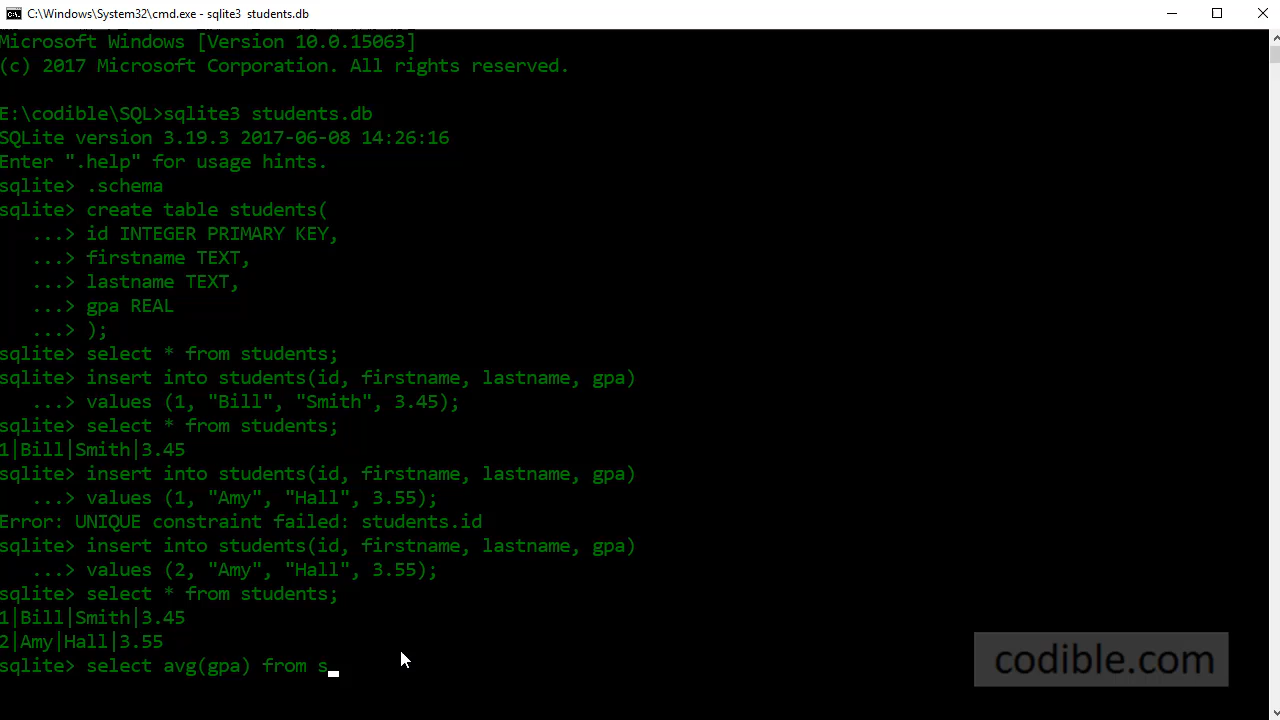 C:\Windows\System32\cmd.exe - sqlite3  students.db
Microsoft Windows [Version 10.0.15063]
(c) 2017 Microsoft Corporation. All rights reserved.
E:\codible\SQL>sqlite3 students.db
SQLite version 3.19.3 2017-06-08 14:26:16
Enter ".help" for usage hints.
sqlite> .schema
sqlite> create table students(
   ...> id INTEGER PRIMARY KEY,
   ...> firstname TEXT,
   ...> lastname TEXT,
   ...> gpa REAL
   ...> );
sqlite> select * from students;
sqlite> insert into students(id, firstname, lastname, gpa)
   ...> values (1, "Bill", "Smith", 3.45);
sqlite> select * from students;
1|Bill|Smith|3.45
sqlite> insert into students(id, firstname, lastname, gpa)
   ...> values (1, "Amy", "Hall", 3.55);
Error: UNIQUE constraint failed: students.id
sqlite> insert into students(id, firstname, lastname, gpa)
   ...> values (2, "Amy", "Hall", 3.55);
sqlite> select * from students;
1|Bill|Smith|3.45
2|Amy|Hall|3.55
sqlite> select avg(gpa) from s
codible.com